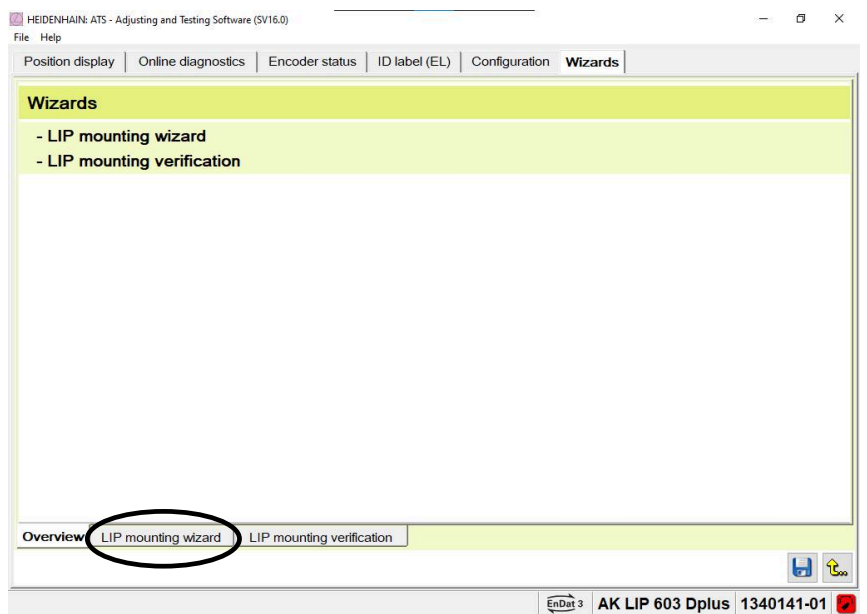 HEIDENHAIN: ATS - Adjusting and Testing Software (SV16.0)
File Help
Position display Online diagnostics Encoder status ID label (EL) Configuration Wizards
Wizards
- LIP mounting wizard
- LIP mounting verification
Overview LIP mounting wizard LIP mounting verification
EnDat 3 AK LIP 603 Dplus 1340141-01